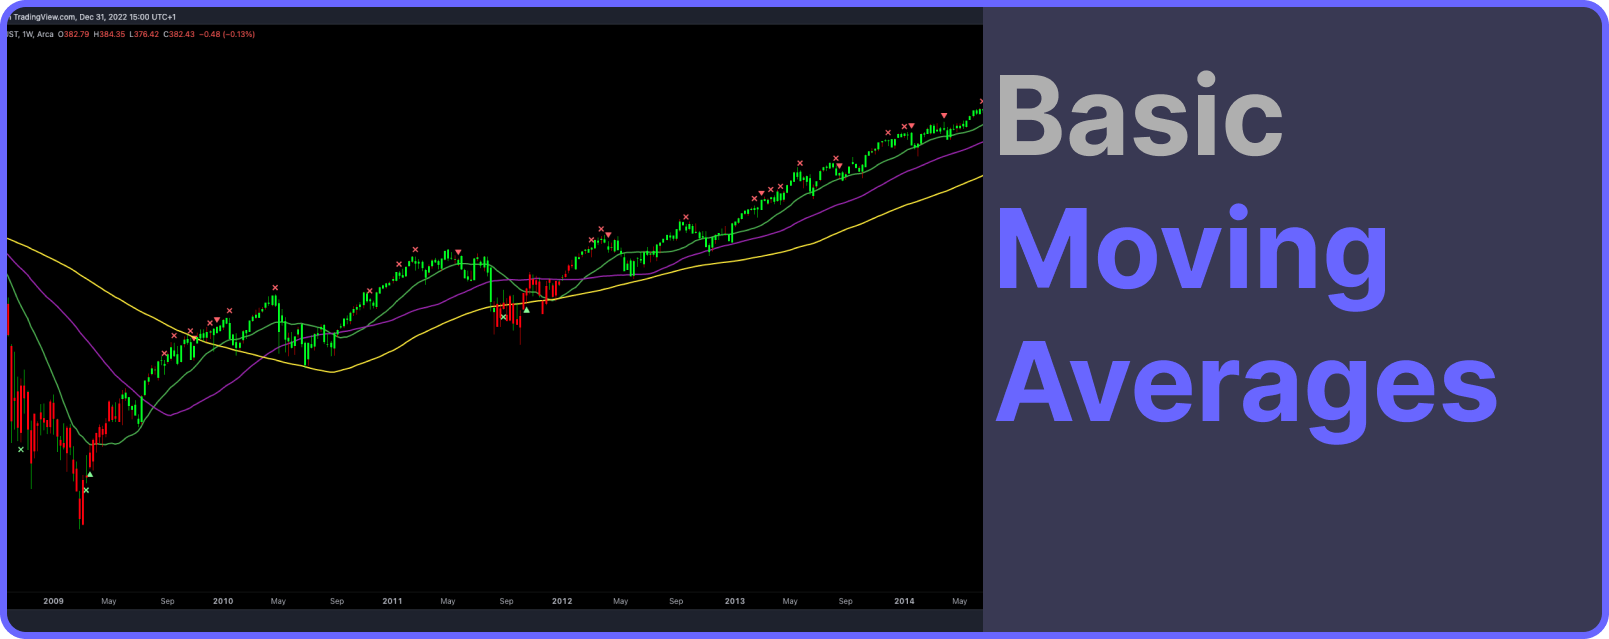 TradingView.com, Dec 31, 2022 15:00 UTC+1
1W, Arca O382.79 H384.35 L376.42 C382.43 −0.48 (−0.13%)
Basic
Moving
Averages
2009 May Sep 2010 May Sep 2011 May Sep 2012 May Sep 2013 May Sep 2014 May